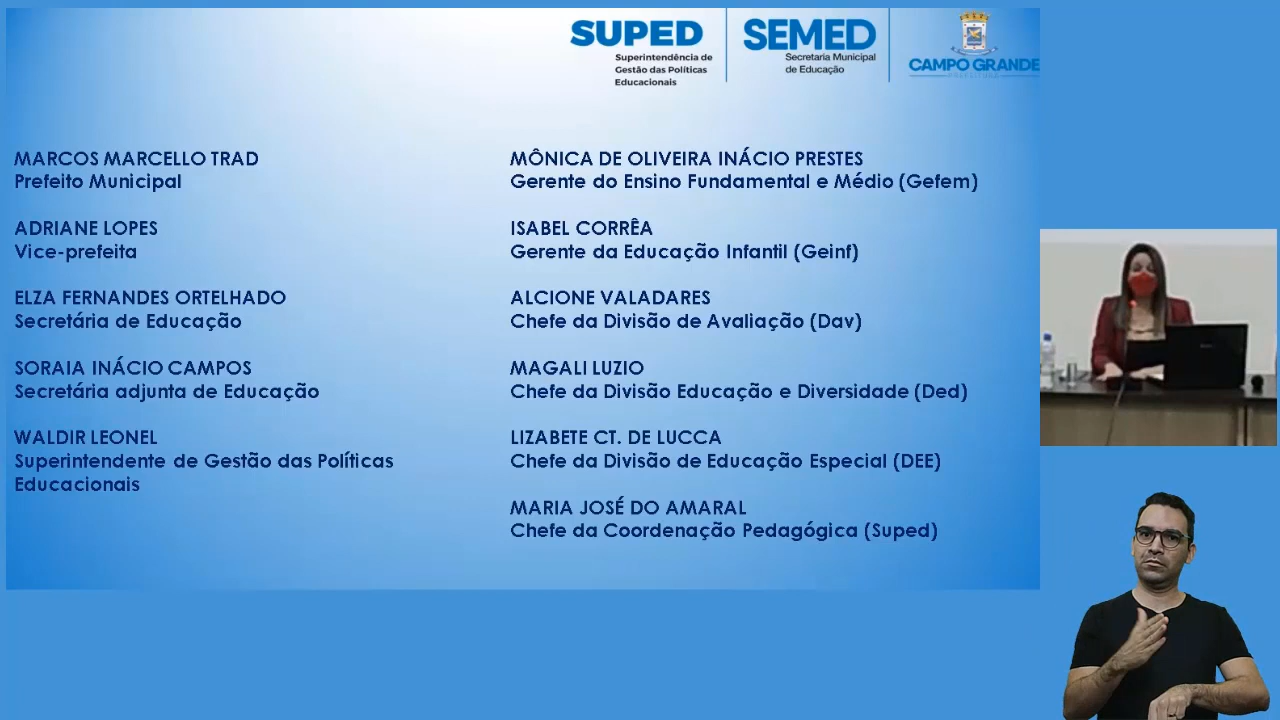 SUPED
Superintendência de
Gestão das Políticas
Educacionais
SEMED
Secretaria Municipal
de Educação
CAMPO GRANDE
PREFEITURA
MARCOS MARCELLO TRAD
Prefeito Municipal
ADRIANE LOPES
Vice-prefeita
ELZA FERNANDES ORTELHADO
Secretária de Educação
SORAIA INÁCIO CAMPOS
Secretária adjunta de Educação
WALDIR LEONEL
Superintendente de Gestão das Políticas
Educacionais
MÔNICA DE OLIVEIRA INÁCIO PRESTES
Gerente do Ensino Fundamental e Médio (Gefem)
ISABEL CORRÊA
Gerente da Educação Infantil (Geinf)
ALCIONE VALADARES
Chefe da Divisão de Avaliação (Dav)
MAGALI LUZIO
Chefe da Divisão Educação e Diversidade (Ded)
LIZABETE CT. DE LUCCA
Chefe da Divisão de Educação Especial (DEE)
MARIA JOSÉ DO AMARAL
Chefe da Coordenação Pedagógica (Suped)